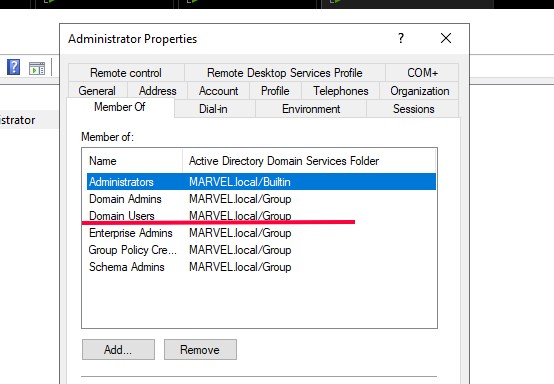 Administrator Properties
?
Remote control Remote Desktop Services Profile COM+
General Address Account Profile Telephones Organization
Member Of Dial-in Environment Sessions
istrator
Member of:
Name Active Directory Domain Services Folder
Administrators MARVEL.local/Builtin
Domain Admins MARVEL.local/Group
Domain Users MARVEL.local/Group
Enterprise Admins MARVEL.local/Group
Group Policy Cre... MARVEL.local/Group
Schema Admins MARVEL.local/Group
Add... Remove